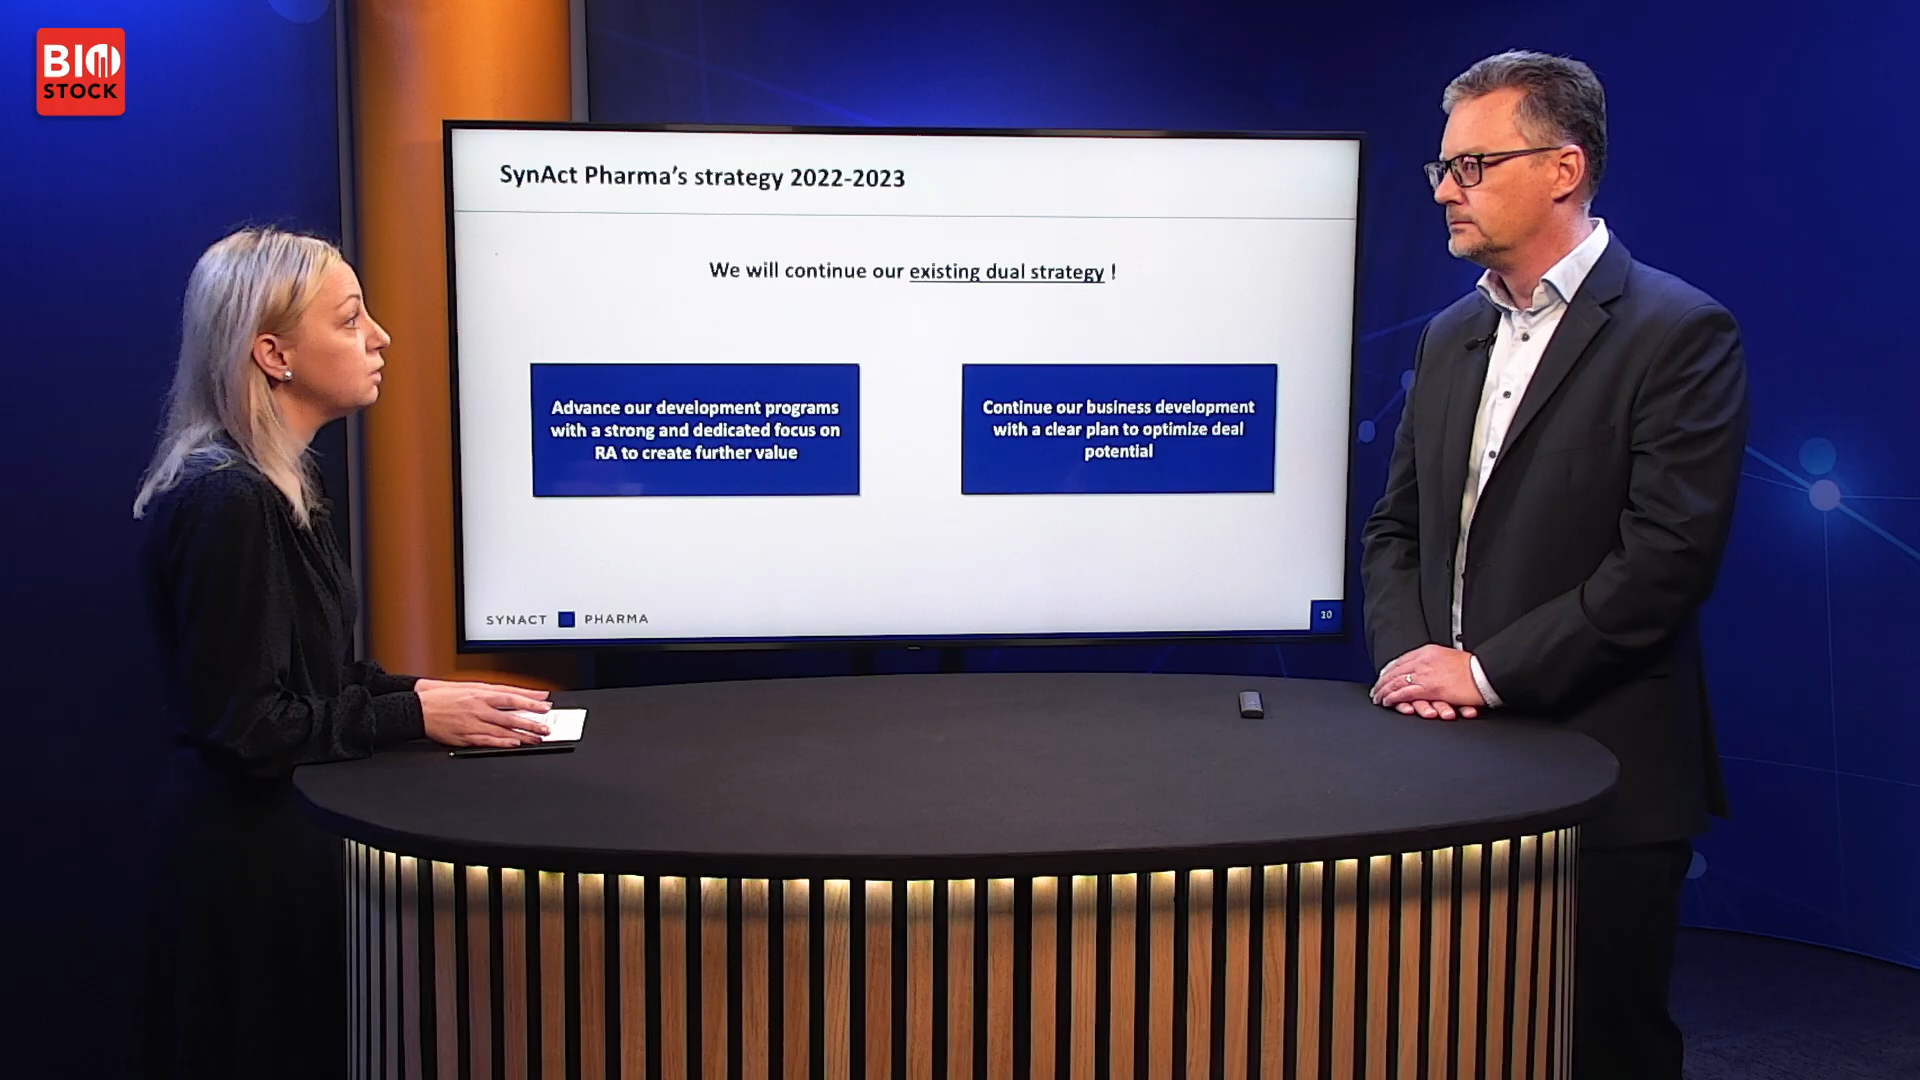 BIO
STOCK
SynAct Pharma's strategy 2022-2023
We will continue our existing dual strategy !
Advance our development programs
with a strong and dedicated focus on
RA to create further value
Continue our business development
with a clear plan to optimize deal
potential
SYNACT PHARMA
10